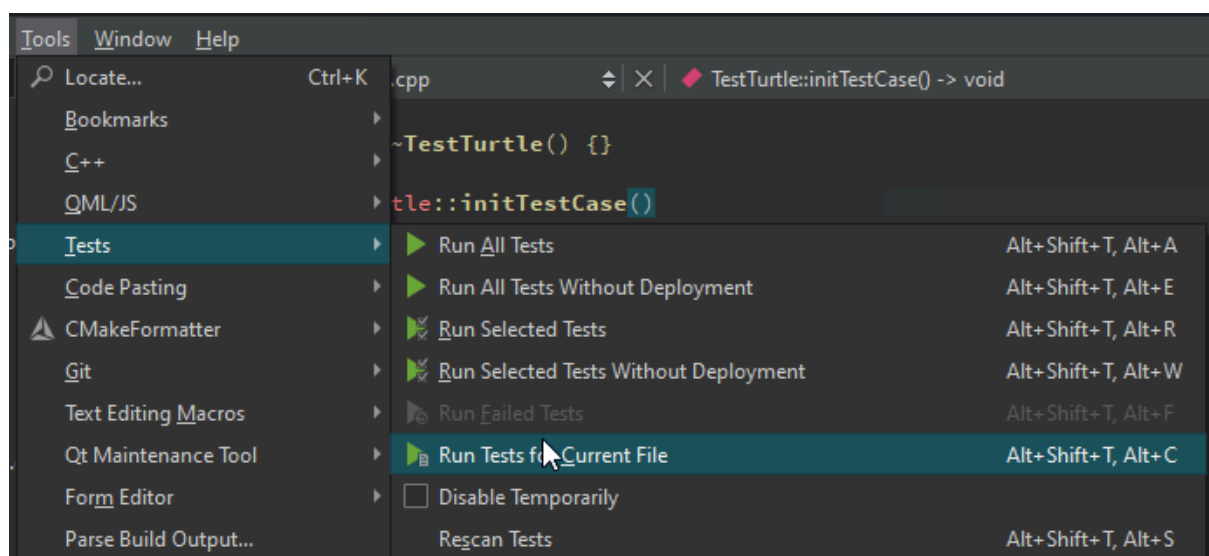 Tools Window Help
Locate... Ctrl+K
.cpp TestTurtle::initTestCase() -> void
Bookmarks
~TestTurtle() {}
C++
QML/JS
tle::initTestCase()
Tests
Run All Tests Alt+Shift+T, Alt+A
Code Pasting
Run All Tests Without Deployment Alt+Shift+T, Alt+E
CMakeFormatter
Run Selected Tests Alt+Shift+T, Alt+R
Git
Run Selected Tests Without Deployment Alt+Shift+T, Alt+W
Text Editing Macros
Run Failed Tests Alt+Shift+T, Alt+F
Qt Maintenance Tool
Run Tests for Current File Alt+Shift+T, Alt+C
Form Editor
Disable Temporarily
Parse Build Output...
Rescan Tests Alt+Shift+T, Alt+S